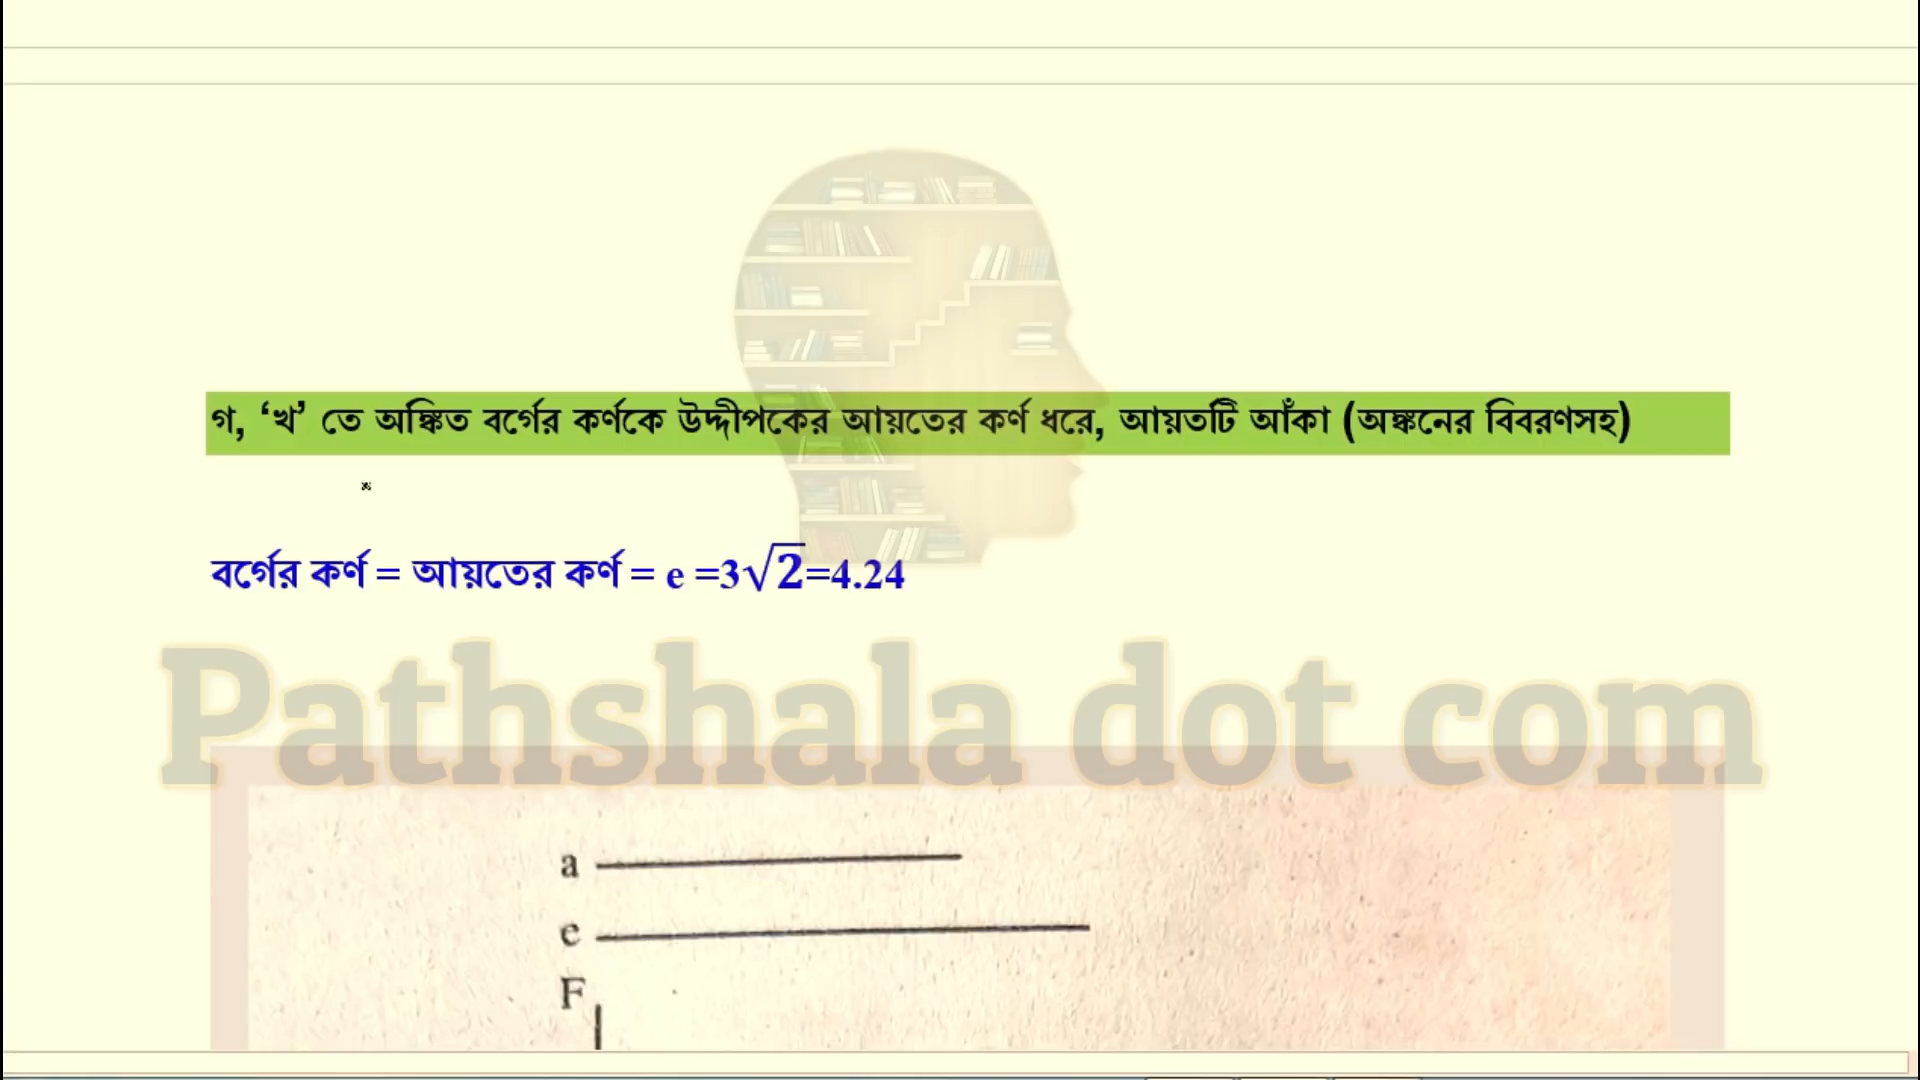 গ, ‘খ’ তে অঙ্কিত বর্গের কর্ণকে উদ্দীপকের আয়তের কর্ণ ধরে, আয়তটি আঁকা (অঙ্কনের বিবরণসহ)
বর্গের কর্ণ = আয়তের কর্ণ = e =3√2=4.24
Pathshala dot com
a
e
F